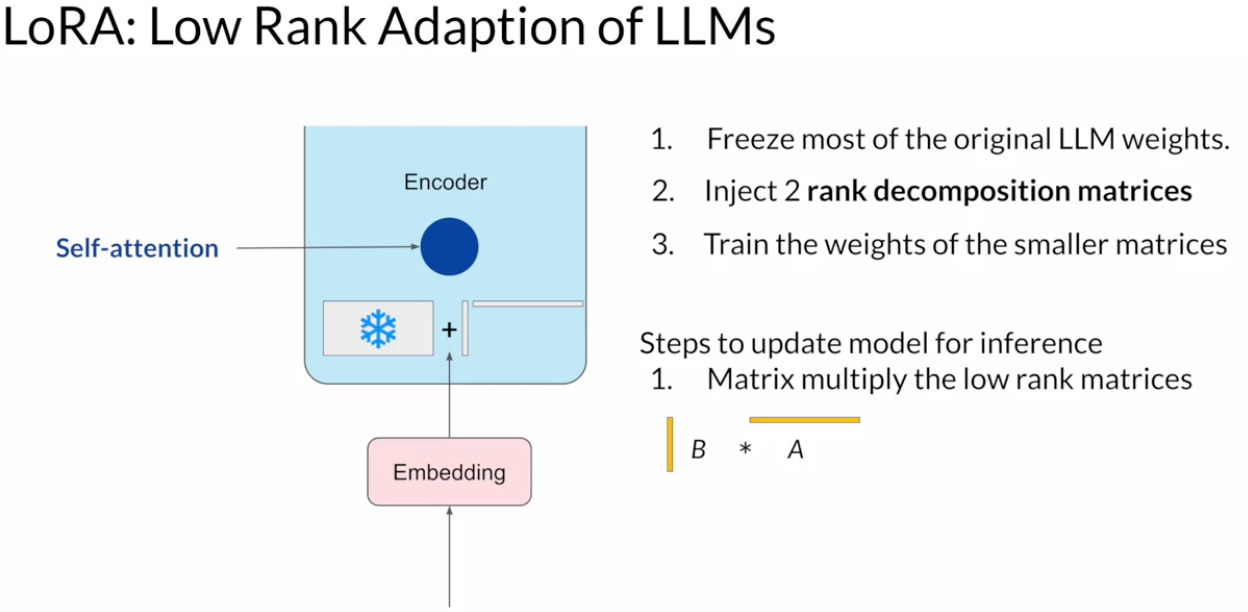 LoRA: Low Rank Adaption of LLMs
Encoder
Self-attention
+
Embedding
1. Freeze most of the original LLM weights.
2. Inject 2 rank decomposition matrices
3. Train the weights of the smaller matrices
Steps to update model for inference
1. Matrix multiply the low rank matrices
B * A